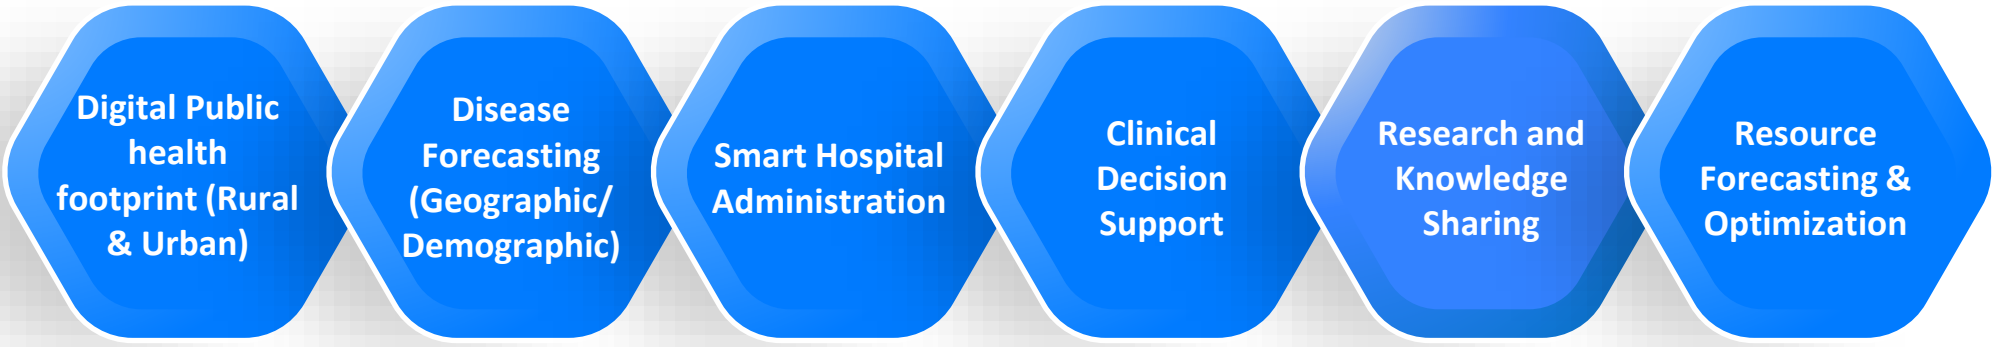 Digital Public
health
footprint (Rural
& Urban)
Disease
Forecasting
(Geographic/
Demographic)
Smart Hospital
Administration
Clinical
Decision
Support
Research and
Knowledge
Sharing
Resource
Forecasting &
Optimization